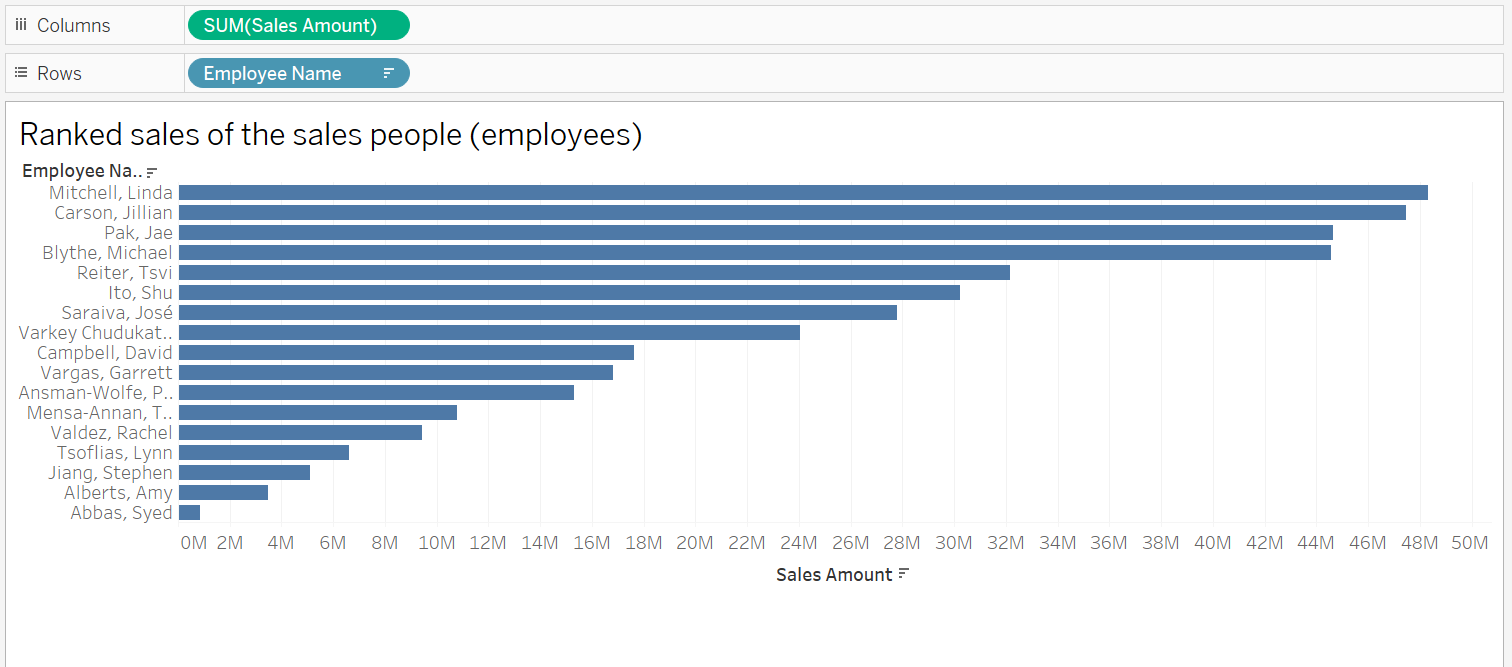 Columns SUM(Sales Amount)
Rows Employee Name
Ranked sales of the sales people (employees)
Employee Na..
Mitchell, Linda
Carson, Jillian
Pak, Jae
Blythe, Michael
Reiter, Tsvi
Ito, Shu
Saraiva, José
Varkey Chudukat..
Campbell, David
Vargas, Garrett
Ansman-Wolfe, P..
Mensa-Annan, T..
Valdez, Rachel
Tsoflias, Lynn
Jiang, Stephen
Alberts, Amy
Abbas, Syed
0M 2M 4M 6M 8M 10M 12M 14M 16M 18M 20M 22M 24M 26M 28M 30M 32M 34M 36M 38M 40M 42M 44M 46M 48M 50M
Sales Amount